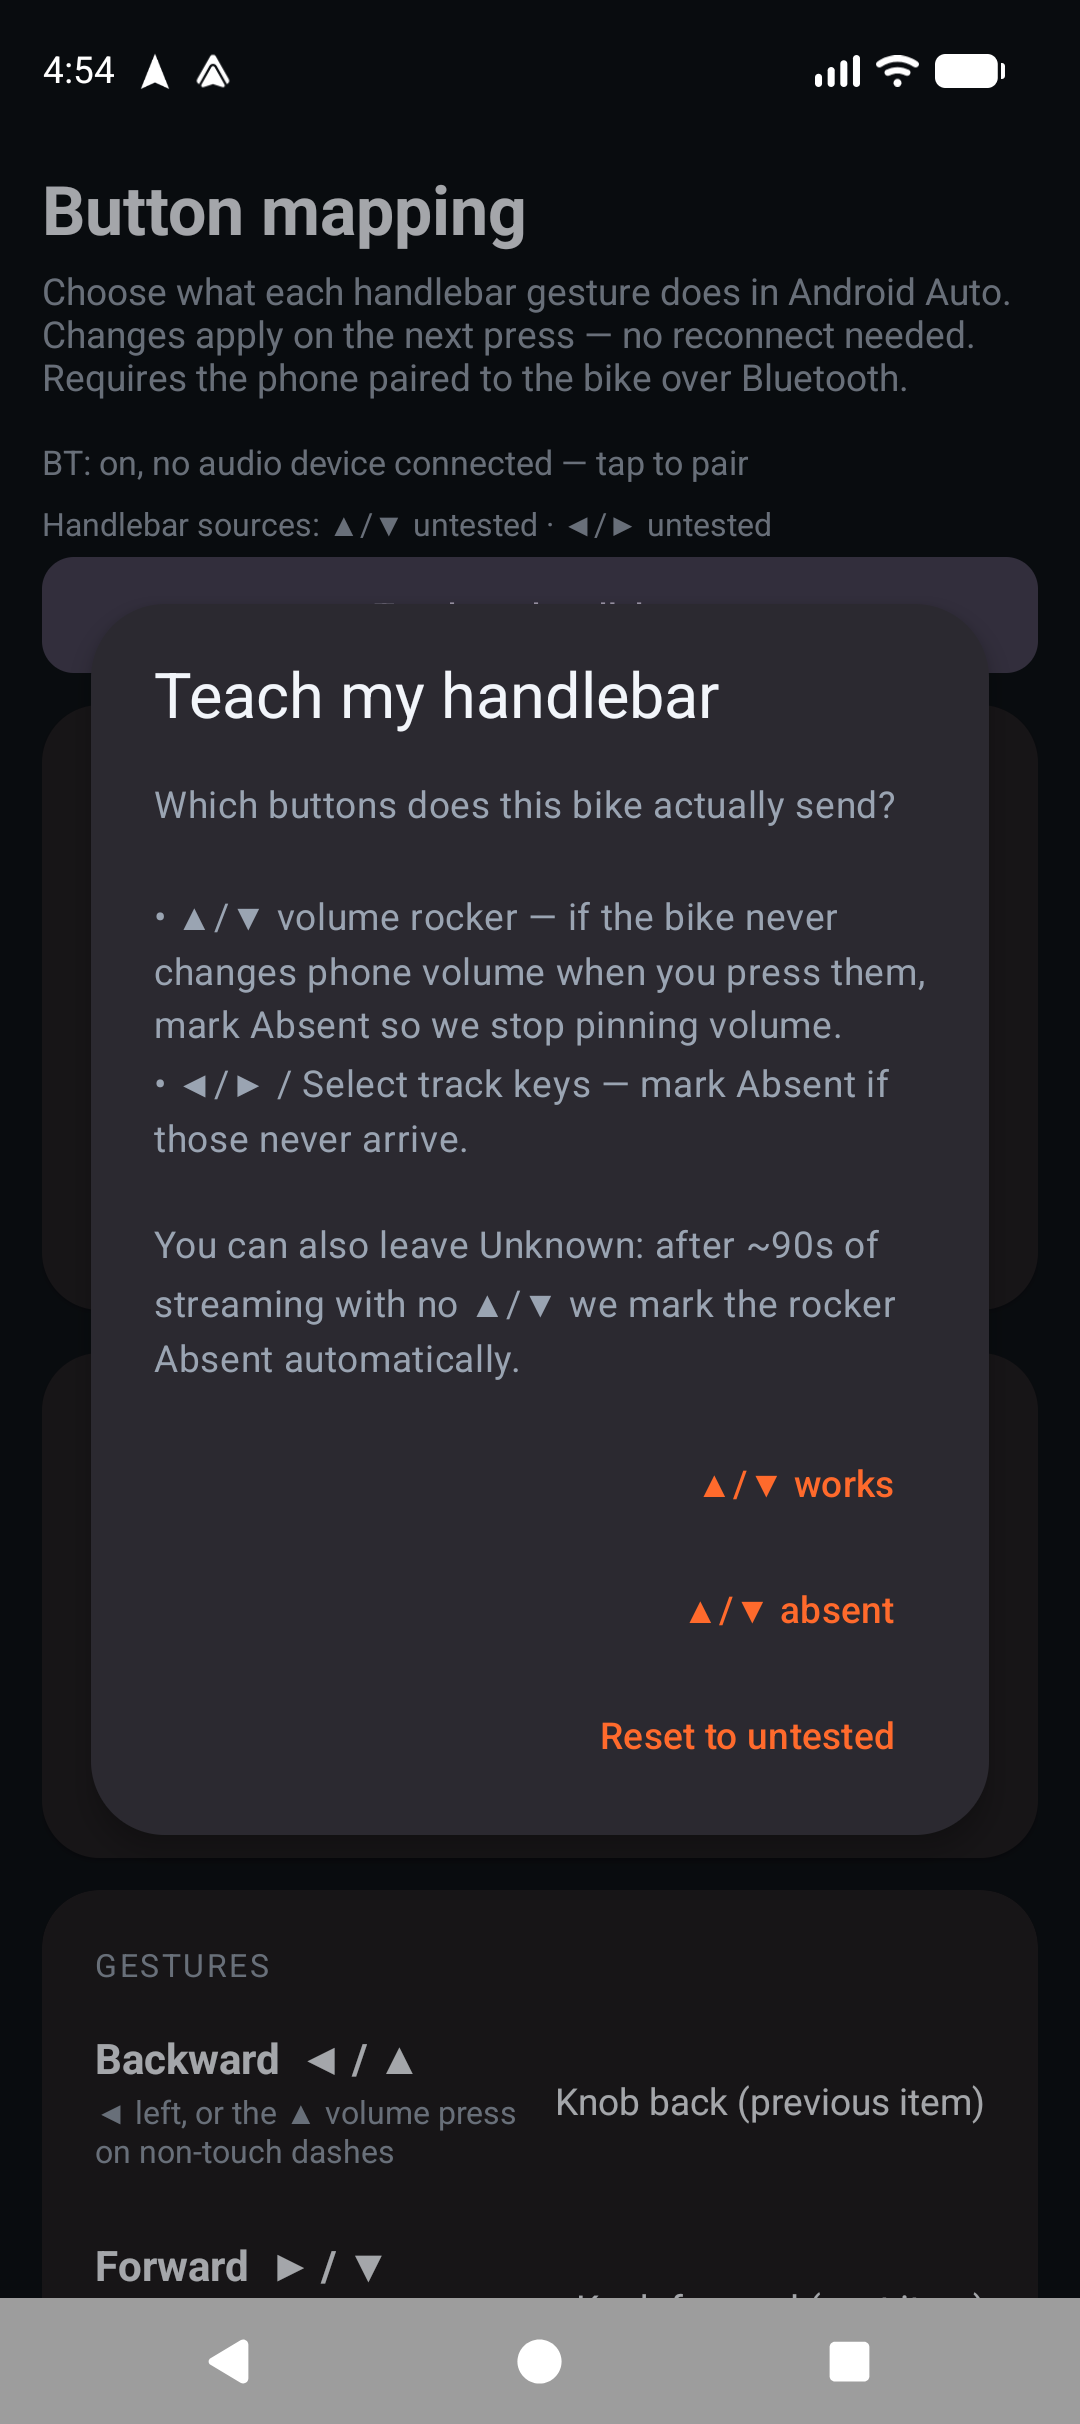 4:54
Button mapping
Choose what each handlebar gesture does in Android Auto.
Changes apply on the next press — no reconnect needed.
Requires the phone paired to the bike over Bluetooth.
BT: on, no audio device connected — tap to pair
Handlebar sources: ▲/▼ untested · ◄/► untested
Teach my handlebar
Which buttons does this bike actually send?
• ▲/▼ volume rocker — if the bike never
changes phone volume when you press them,
mark Absent so we stop pinning volume.
• ◄/► / Select track keys — mark Absent if
those never arrive.
You can also leave Unknown: after ~90s of
streaming with no ▲/▼ we mark the rocker
Absent automatically.
▲/▼ works
▲/▼ absent
Reset to untested
GESTURES
Backward ◄ / ▲
◄ left, or the ▲ volume press
on non-touch dashes
Knob back (previous item)
Forward ► / ▼